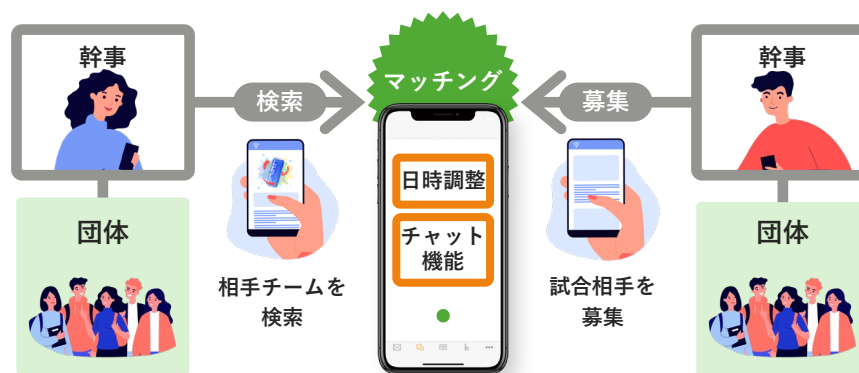 幹事
検索
マッチング
募集
幹事
日時調整
チャット
機能
団体
相手チームを
検索
試合相手を
募集
団体